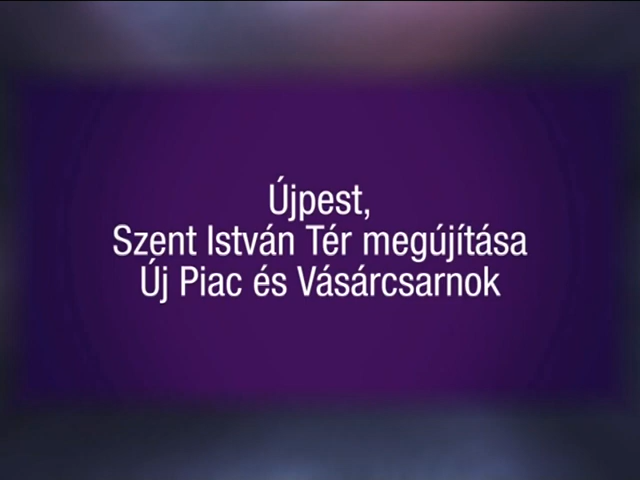 Újpest,
Szent István Tér megújítása
Új Piac és Vásárcsarnok